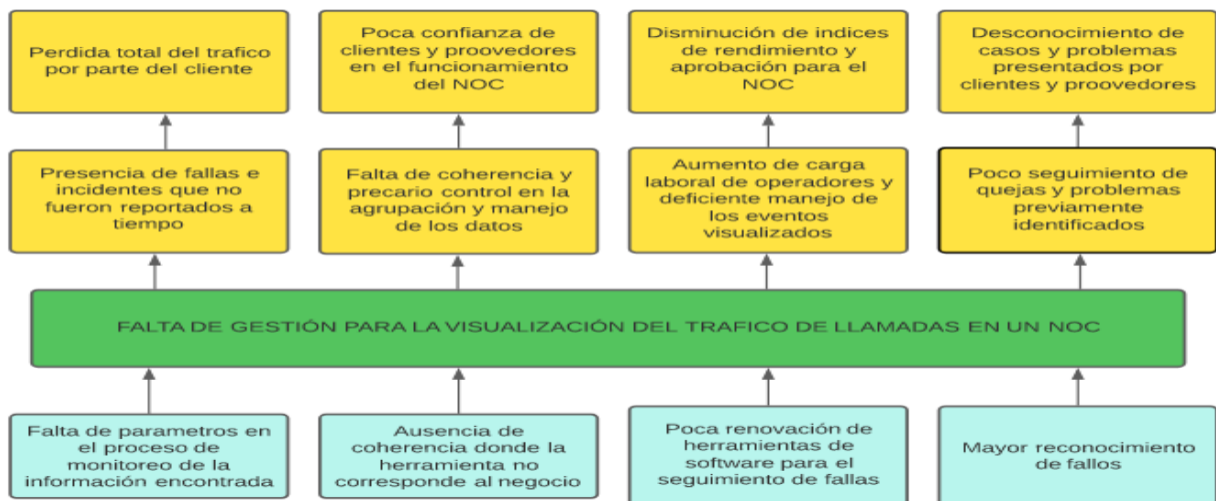 Perdida total del trafico
por parte del cliente
Poca confianza de
clientes y proovedores
en el funcionamiento
del NOC
Disminución de indices
de rendimiento y
aprobación para el
NOC
Desconocimiento de
casos y problemas
presentados por
clientes y proovedores
Presencia de fallas e
incidentes que no
fueron reportados a
tiempo
Falta de coherencia y
precario control en la
agrupación y manejo
de los datos
Aumento de carga
laboral de operadores y
deficiente manejo de
los eventos
visualizados
Poco seguimiento de
quejas y problemas
previamente
identificados
FALTA DE GESTIÓN PARA LA VISUALIZACIÓN DEL TRAFICO DE LLAMADAS EN UN NOC
Falta de parametros en
el proceso de
monitoreo de la
información encontrada
Ausencia de
coherencia donde la
herramienta no
corresponde al negocio
Poca renovación de
herramientas de
software para el
seguimiento de fallas
Mayor reconocimiento
de fallos